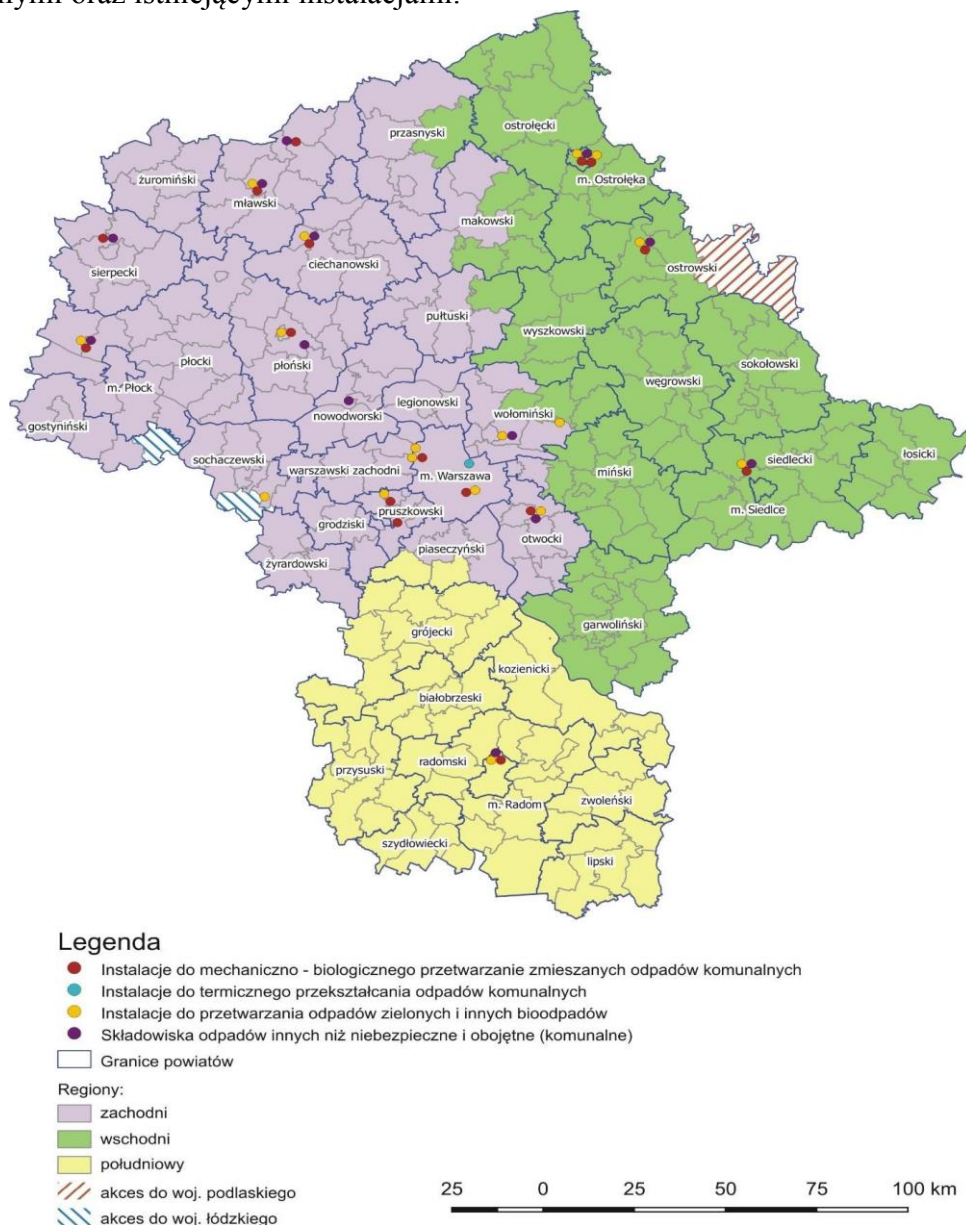 nymi oraz istniejącymi instalacjami.
przasnyski
ostrołęcki
żuromiński
m. Ostrołęka
mławski
makowski
ciechanowski
ostrowski
sierpecki
pułtuski
wyszkowski
płocki
płoński
sokołowski
węgrowski
m. Płock
legionowski
nowodworski
wołomiński
gostyniński
sochaczewski
siedlecki
łosicki
warszawski zachodni
m. Warszawa
miński
pruszkowski
m. Siedlce
grodziski
otwocki
piaseczyński
żyrardowski
garwoliński
grójecki
kozienicki
białobrzeski
radomski
przysuski
m. Radom
zwoleński
szydłowiecki
lipski
Legenda
Instalacje do mechaniczno - biologicznego przetwarzanie zmieszanych odpadów komunalnych
Instalacje do termicznego przekształcania odpadów komunalnych
Instalacje do przetwarzania odpadów zielonych i innych bioodpadów
Składowiska odpadów innych niż niebezpieczne i obojętne (komunalne)
Granice powiatów
Regiony:
zachodni
wschodni
południowy
akces do woj. podlaskiego
akces do woj. łódzkiego
25 0 25 50 75 100 km